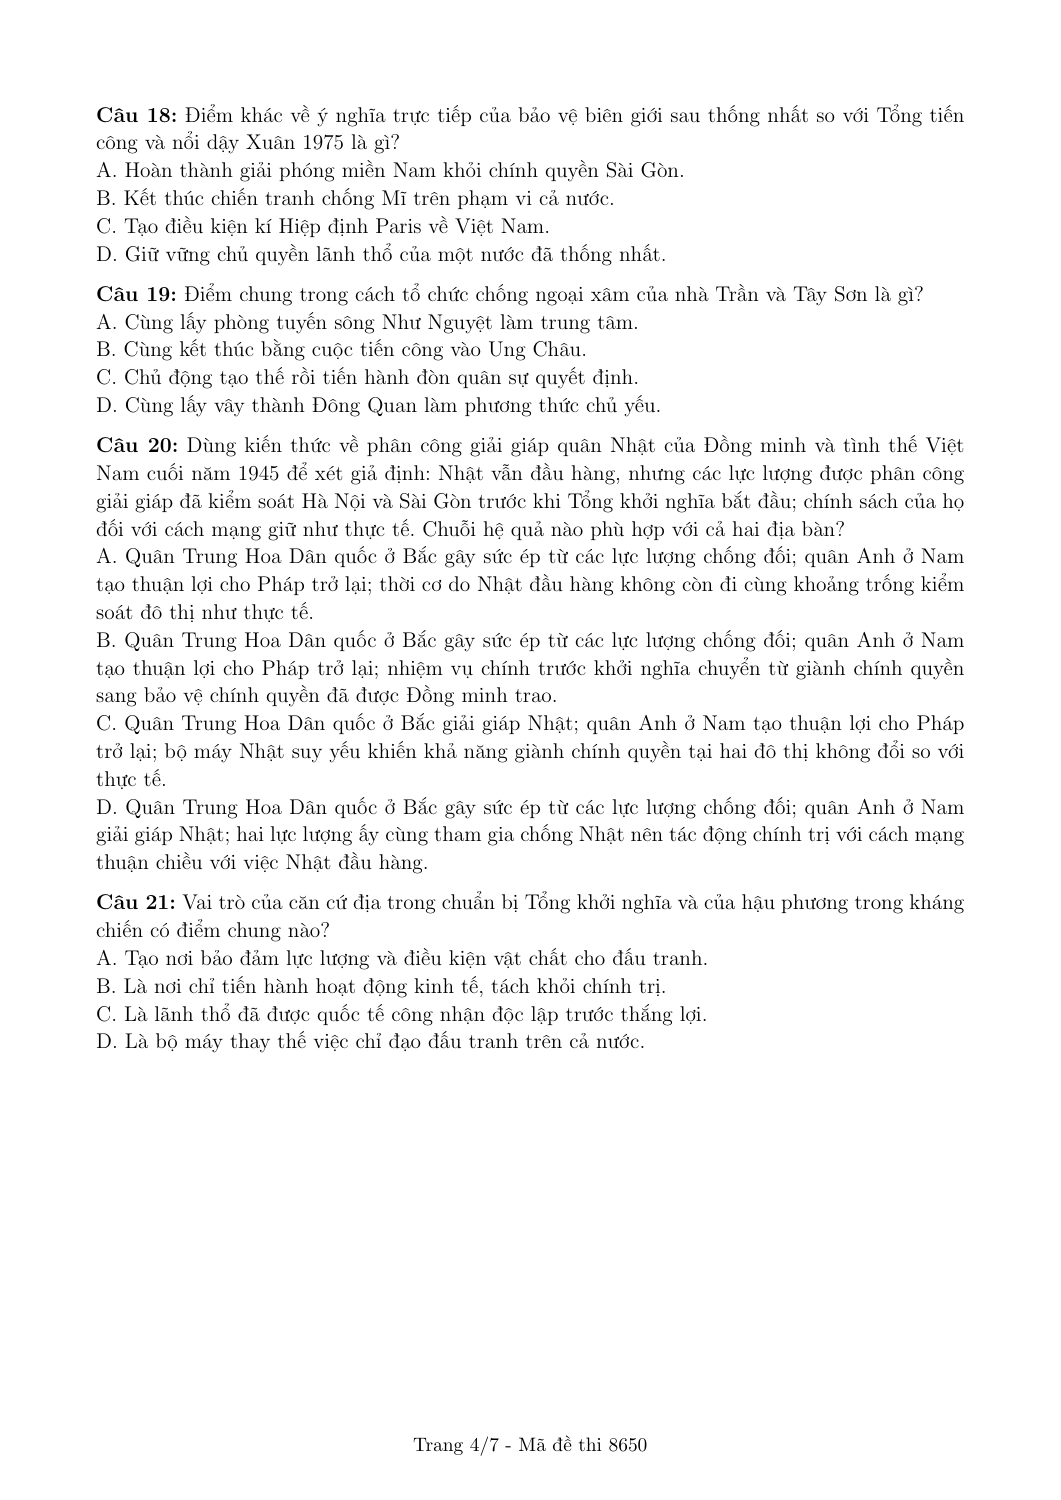 Câu 18: Điểm khác về ý nghĩa trực tiếp của bảo vệ biên giới sau thống nhất so với Tổng tiến
công và nổi dậy Xuân 1975 là gì?
A. Hoàn thành giải phóng miền Nam khỏi chính quyền Sài Gòn.
B. Kết thúc chiến tranh chống Mĩ trên phạm vi cả nước.
C. Tạo điều kiện kí Hiệp định Paris về Việt Nam.
D. Giữ vững chủ quyền lãnh thổ của một nước đã thống nhất.
Câu 19: Điểm chung trong cách tổ chức chống ngoại xâm của nhà Trần và Tây Sơn là gì?
A. Cùng lấy phòng tuyến sông Như Nguyệt làm trung tâm.
B. Cùng kết thúc bằng cuộc tiến công vào Ung Châu.
C. Chủ động tạo thế rồi tiến hành đòn quân sự quyết định.
D. Cùng lấy vây thành Đông Quan làm phương thức chủ yếu.
Câu 20: Dùng kiến thức về phân công giải giáp quân Nhật của Đồng minh và tình thế Việt
Nam cuối năm 1945 để xét giả định: Nhật vẫn đầu hàng, nhưng các lực lượng được phân công
giải giáp đã kiểm soát Hà Nội và Sài Gòn trước khi Tổng khởi nghĩa bắt đầu; chính sách của họ
đối với cách mạng giữ như thực tế. Chuỗi hệ quả nào phù hợp với cả hai địa bàn?
A. Quân Trung Hoa Dân quốc ở Bắc gây sức ép từ các lực lượng chống đối; quân Anh ở Nam
tạo thuận lợi cho Pháp trở lại; thời cơ do Nhật đầu hàng không còn đi cùng khoảng trống kiểm
soát đô thị như thực tế.
B. Quân Trung Hoa Dân quốc ở Bắc gây sức ép từ các lực lượng chống đối; quân Anh ở Nam
tạo thuận lợi cho Pháp trở lại; nhiệm vụ chính trước khởi nghĩa chuyển từ giành chính quyền
sang bảo vệ chính quyền đã được Đồng minh trao.
C. Quân Trung Hoa Dân quốc ở Bắc giải giáp Nhật; quân Anh ở Nam tạo thuận lợi cho Pháp
trở lại; bộ máy Nhật suy yếu khiến khả năng giành chính quyền tại hai đô thị không đổi so với
thực tế.
D. Quân Trung Hoa Dân quốc ở Bắc gây sức ép từ các lực lượng chống đối; quân Anh ở Nam
giải giáp Nhật; hai lực lượng ấy cùng tham gia chống Nhật nên tác động chính trị với cách mạng
thuận chiều với việc Nhật đầu hàng.
Câu 21: Vai trò của căn cứ địa trong chuẩn bị Tổng khởi nghĩa và của hậu phương trong kháng
chiến có điểm chung nào?
A. Tạo nơi bảo đảm lực lượng và điều kiện vật chất cho đấu tranh.
B. Là nơi chỉ tiến hành hoạt động kinh tế, tách khỏi chính trị.
C. Là lãnh thổ đã được quốc tế công nhận độc lập trước thắng lợi.
D. Là bộ máy thay thế việc chỉ đạo đấu tranh trên cả nước.
Trang 4/7 - Mã đề thi 8650